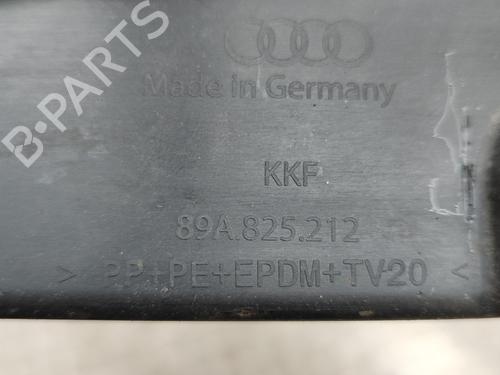 B-PARTS
Made in Germany
KKF
89A.825.212
> PP+PE+EPDM+TV20 <